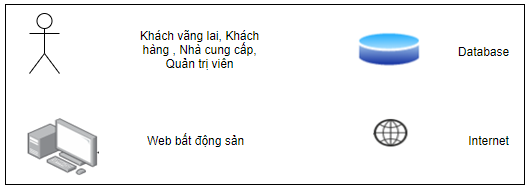 Khách vãng lai, Khách
hàng , Nhà cung cấp,
Quản trị viên
Database
Web bất động sản
Internet